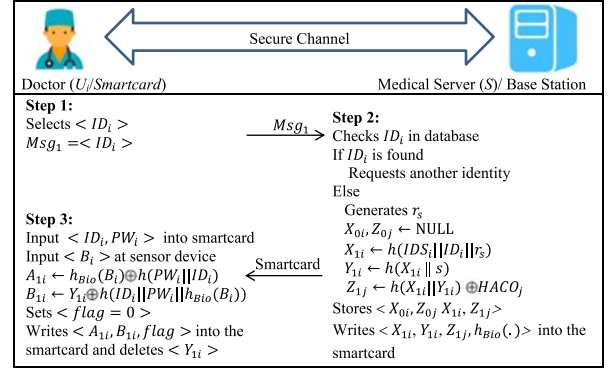 Secure Channel
Doctor (Uᵢ/Smartcard)
Medical Server (S)/ Base Station
Step 1:
Selects < IDᵢ >
Msg₁ =< IDᵢ >
Msg₁
Step 2:
Checks IDᵢ in database
If IDᵢ is found
Requests another identity
Else
Generates rₛ
X₀ᵢ, Z₀ⱼ ← NULL
X₁ᵢ ← h(IDSᵢ||IDᵢ||rₛ)
Y₁ᵢ ← h(X₁ᵢ ∥ s)
Z₁ⱼ ← h(X₁ᵢ||Y₁ᵢ) ⊕HACOⱼ
Stores < X₀ᵢ, Z₀ⱼ X₁ᵢ, Z₁ⱼ>
Writes < X₁ᵢ, Y₁ᵢ, Z₁ⱼ, h_Bio(.) > into the
smartcard
Smartcard
Step 3:
Input < IDᵢ, PWᵢ > into smartcard
Input < Bᵢ > at sensor device
A₁ᵢ ← h_Bio(Bᵢ)⊕h(PWᵢ||IDᵢ)
B₁ᵢ ← Y₁ᵢ⊕h(IDᵢ||PWᵢ||h_Bio(Bᵢ))
Sets < flag = 0 >
Writes < A₁ᵢ, B₁ᵢ, flag > into the
smartcard and deletes < Y₁ᵢ >